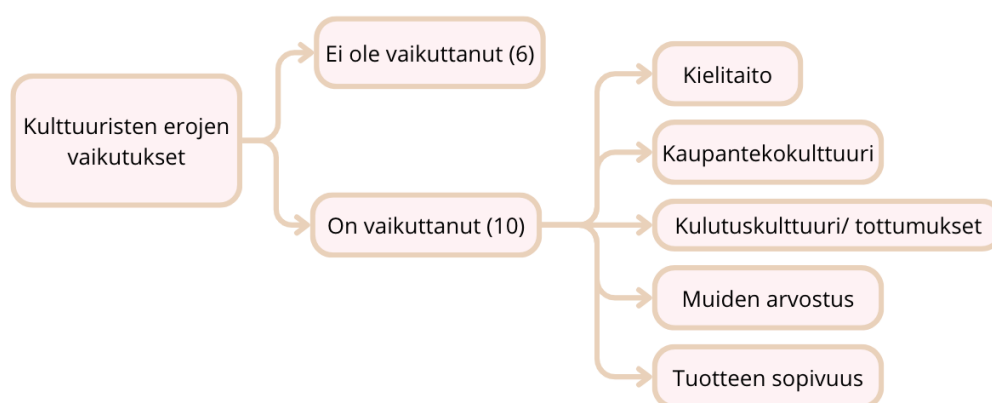 Kulttuuristen erojen
vaikutukset
Ei ole vaikuttanut (6)
On vaikuttanut (10)
Kielitaito
Kaupantekokulttuuri
Kulutuskulttuuri/ tottumukset
Muiden arvostus
Tuotteen sopivuus